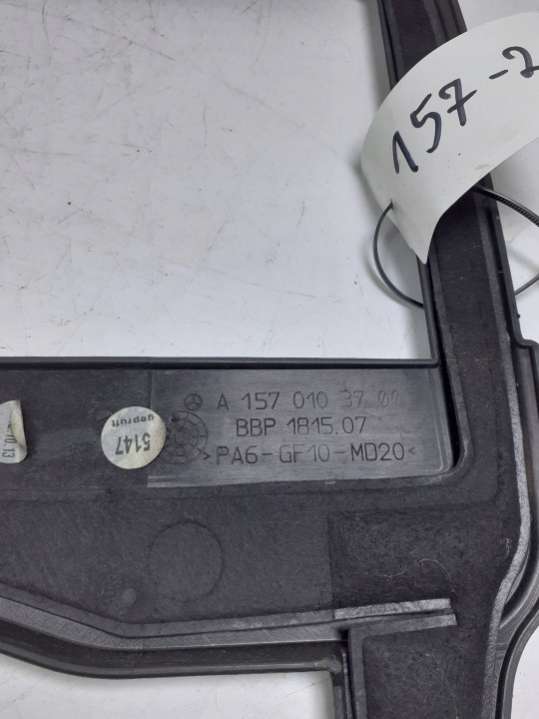 157-2
A 157 010 37 00
BBP 1815.07
>PA6-GF10-MD20<
5147
geprüft